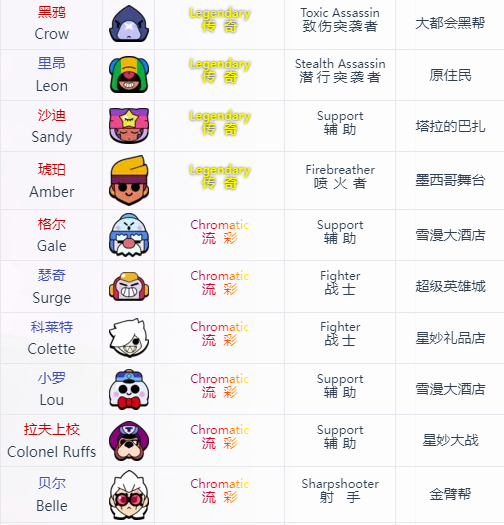 黑鸦 Legendary Toxic Assassin
Crow 传 奇 致伤突袭者 大都会黑帮
里昂 Legendary Stealth Assassin
Leon 传 奇 潜行突袭者 原住民
沙迪 Legendary Support
Sandy 传 奇 辅 助 塔拉的巴扎
琥珀 Legendary Firebreather
Amber 传 奇 喷 火 者 墨西哥舞台
格尔 Chromatic Support
Gale 流 彩 辅 助 雪漫大酒店
瑟奇 Chromatic Fighter
Surge 流 彩 战 士 超级英雄城
科莱特 Chromatic Fighter
Colette 流 彩 战 士 星妙礼品店
小罗 Chromatic Support
Lou 流 彩 辅 助 雪漫大酒店
拉夫上校 Chromatic Support
Colonel Ruffs 流 彩 辅 助 星妙大战
贝尔 Chromatic Sharpshooter
Belle 流 彩 射 手 金臂帮